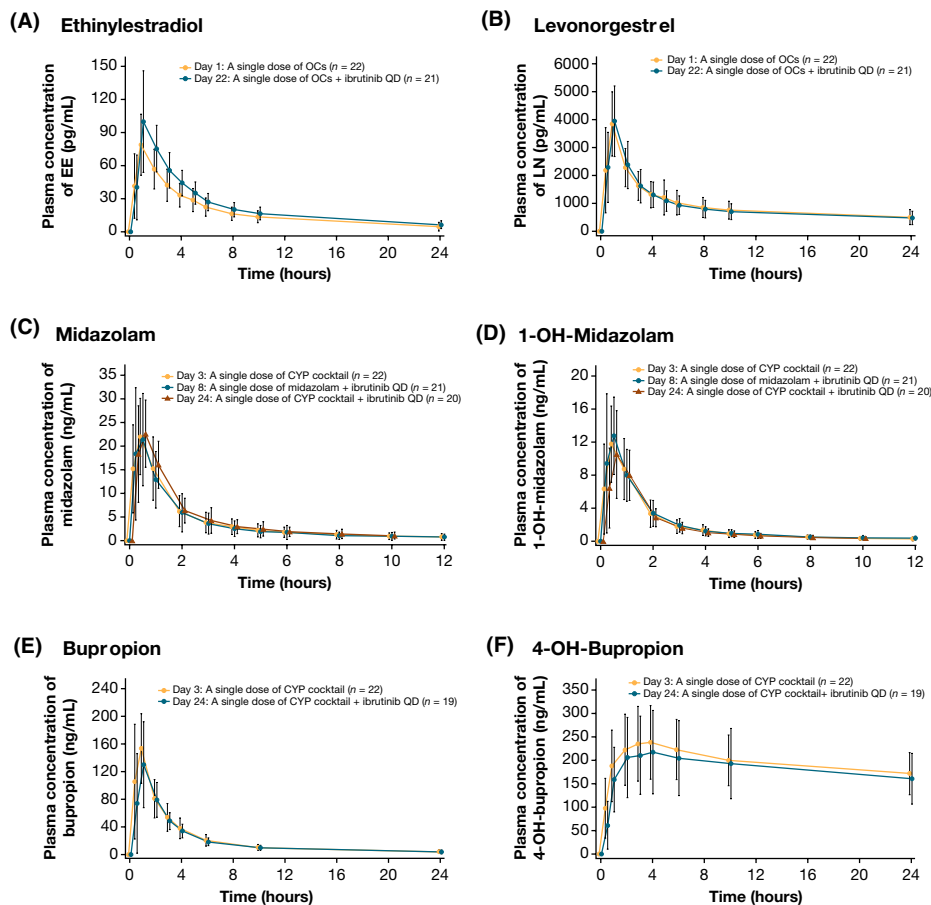 (A) Ethinylestradiol
Day 1: A single dose of OCs (n = 22)
Day 22: A single dose of OCs + ibrutinib QD (n = 21)
Plasma concentration
of EE (pg/mL)
150
120
90
60
30
0
0 4 8 12 16 20 24
Time (hours)
(B) Levonorgestrel
Day 1: A single dose of OCs (n = 22)
Day 22: A single dose of OCs + ibrutinib QD (n = 21)
Plasma concentration
of LN (pg/mL)
6000
5000
4000
3000
2000
1000
0
0 4 8 12 16 20 24
Time (hours)
(C) Midazolam
Day 3: A single dose of CYP cocktail (n = 22)
Day 8: A single dose of midazolam + ibrutinib QD (n = 21)
Day 24: A single dose of CYP cocktail + ibrutinib QD (n = 20)
Plasma concentration of
midazolam (ng/mL)
35
30
25
20
15
10
5
0
0 2 4 6 8 10 12
Time (hours)
(D) 1-OH-Midazolam
Day 3: A single dose of CYP cocktail (n = 22)
Day 8: A single dose of midazolam + ibrutinib QD (n = 21)
Day 24: A single dose of CYP cocktail + ibrutinib QD (n = 20)
Plasma concentration of
1-OH-midazolam (ng/mL)
20
16
12
8
4
0
0 2 4 6 8 10 12
Time (hours)
(E) Bupropion
Day 3: A single dose of CYP cocktail (n = 22)
Day 24: A single dose of CYP cocktail + ibrutinib QD (n = 19)
Plasma concentration of
bupropion (ng/mL)
240
200
160
120
80
40
0
0 4 8 12 16 20 24
Time (hours)
(F) 4-OH-Bupropion
Day 3: A single dose of CYP cocktail (n = 22)
Day 24: A single dose of CYP cocktail+ ibrutinib QD (n = 19)
Plasma concentration of
4-OH-bupropion (ng/mL)
350
300
250
200
150
100
50
0
0 4 8 12 16 20 24
Time (hours)